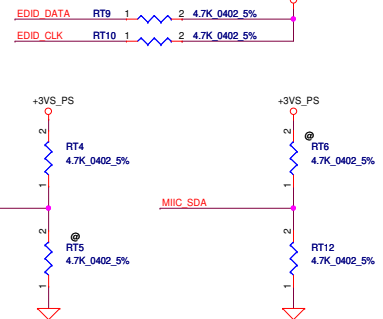 EDID_DATA RT9 1 2 4.7K_0402_5%
EDID_CLK RT10 1 2 4.7K_0402_5%
+3VS_PS +3VS_PS
2 2 @
RT4 RT6
4.7K_0402_5% 4.7K_0402_5%
1 1
MIIC_SDA
2 @ 2
RT5 RT12
4.7K_0402_5% 4.7K_0402_5%
1 1